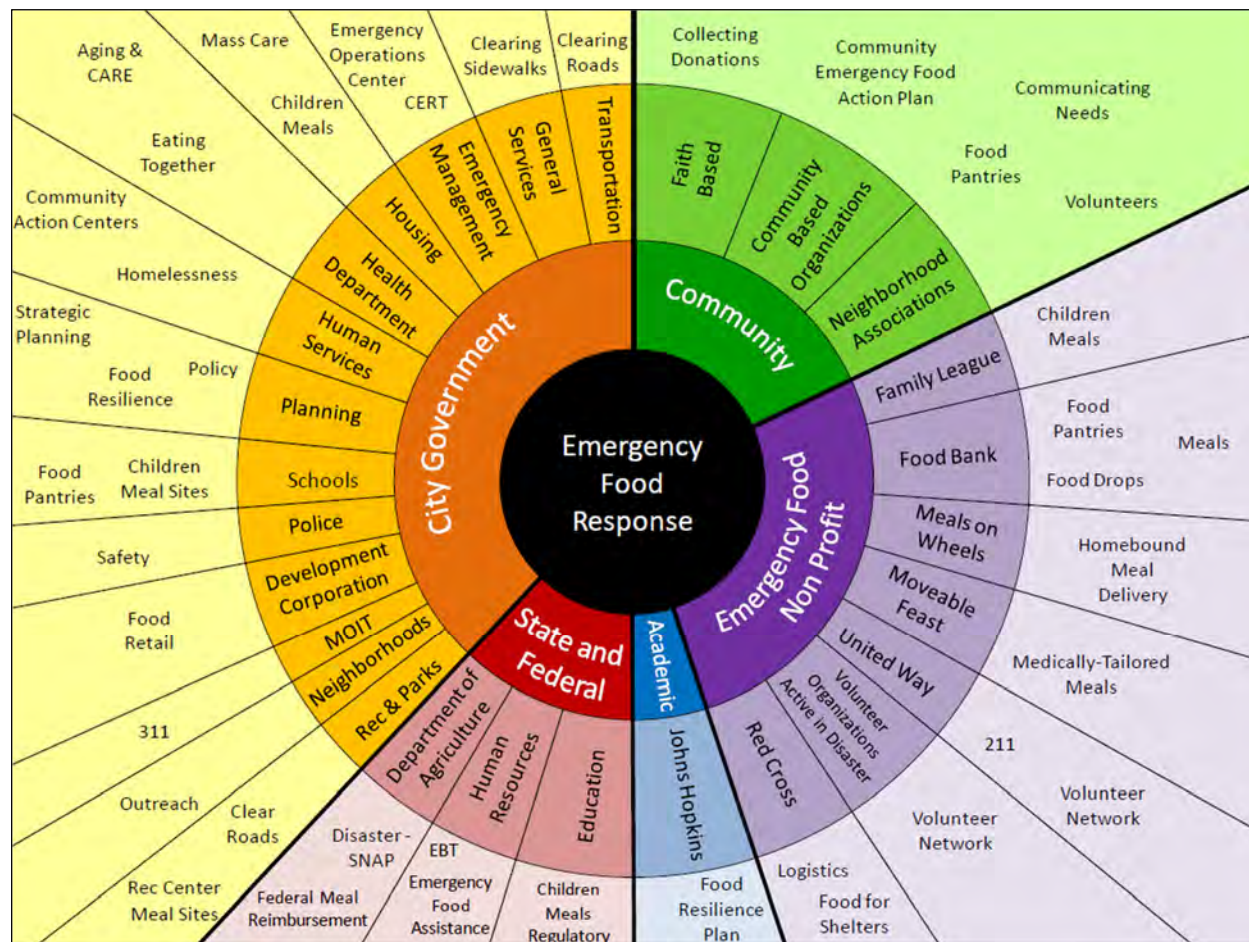 Emergency
Food
Response
City Government
Community
Emergency Food
Non Profit
Academic
State and
Federal
Transportation
General
Services
Emergency
Management
Housing
Health
Department
Human
Services
Planning
Schools
Police
Development
Corporation
MOIT
Neighborhoods
Rec & Parks
Faith
Based
Community
Based
Organizations
Neighborhood
Associations
Family League
Food Bank
Meals on
Wheels
Moveable
Feast
United Way
Volunteer
Organizations
Active in Disaster
Red Cross
Johns Hopkins
Education
Human
Resources
Department of
Agriculture
Clearing
Roads
Clearing
Sidewalks
Emergency
Operations
Center
CERT
Mass Care
Children
Meals
Aging &
CARE
Eating
Together
Community
Action Centers
Homelessness
Strategic
Planning
Policy
Food
Resilience
Food
Pantries
Children
Meal Sites
Safety
Food
Retail
311
Outreach
Clear
Roads
Rec Center
Meal Sites
Collecting
Donations
Community
Emergency Food
Action Plan
Communicating
Needs
Food
Pantries
Volunteers
Children
Meals
Food
Pantries
Meals
Food Drops
Homebound
Meal
Delivery
Medically-Tailored
Meals
211
Volunteer
Network
Volunteer
Network
Logistics
Food for
Shelters
Food
Resilience
Plan
Children
Meals
Regulatory
EBT
Emergency
Food
Assistance
Disaster-
SNAP
Federal Meal
Reimbursement